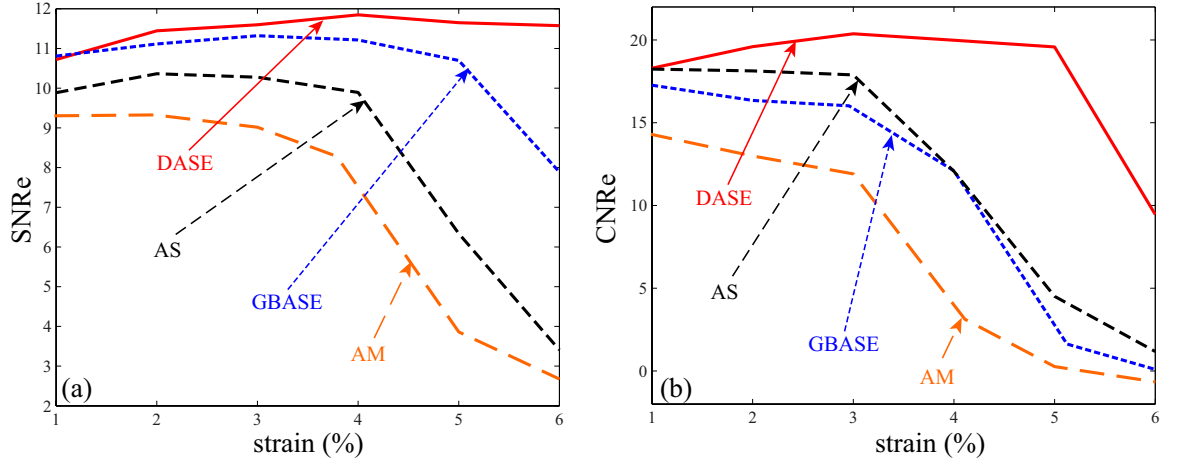 12
11
10
9
8
7
6
5
4
3
2
SNRe
DASE
AS
GBASE
AM
(a)
1 2 3 4 5 6
strain (%)
20
15
10
5
0
CNRe
DASE
AS
GBASE
AM
(b)
1 2 3 4 5 6
strain (%)